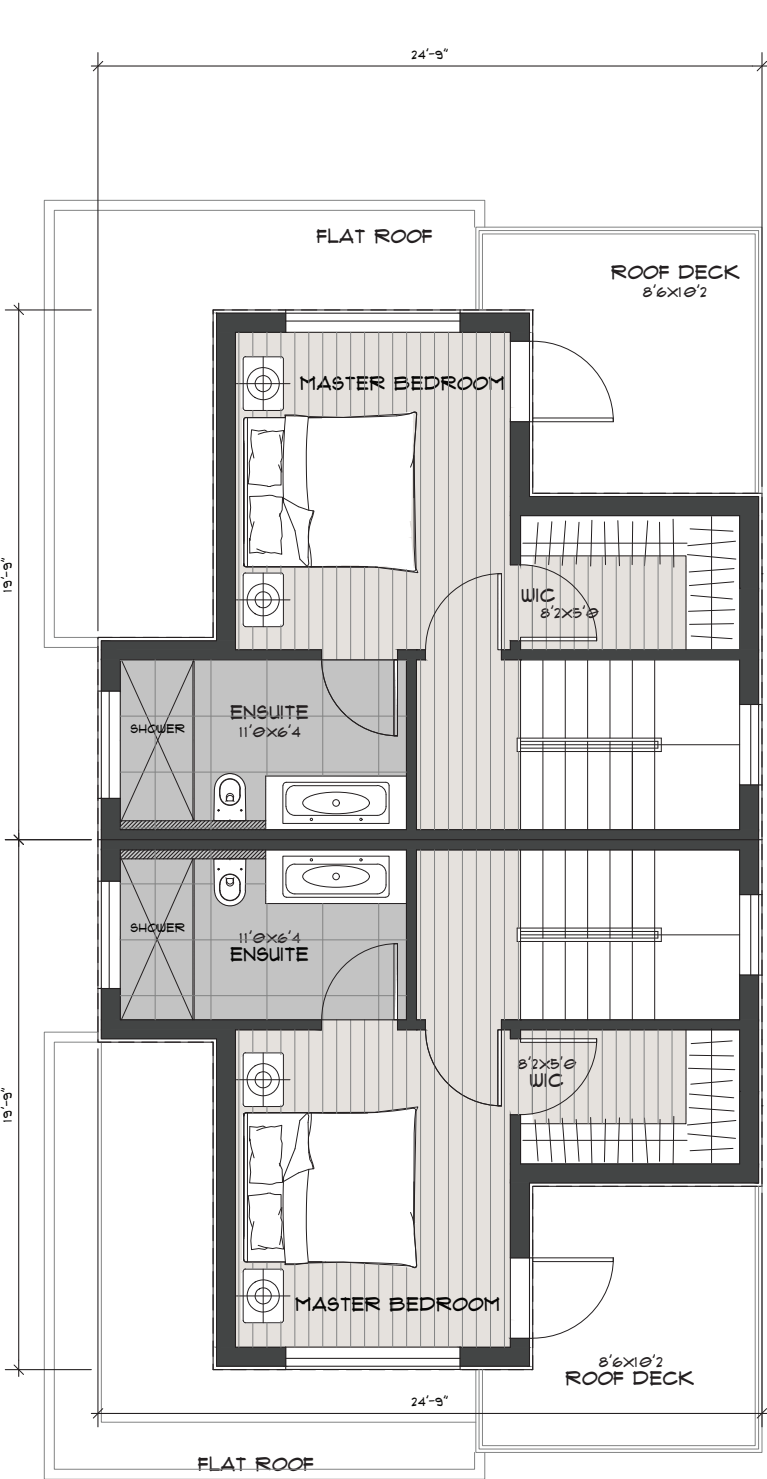 24'-9"
FLAT ROOF
ROOF DECK
8'6X10'2
MASTER BEDROOM
19'-9"
WIC
8'2X5'0
ENSUITE
11'0X6'4
SHOWER
SHOWER
11'0X6'4
ENSUITE
8'2X5'0
WIC
19'-9"
MASTER BEDROOM
8'6X10'2
ROOF DECK
24'-9"
FLAT ROOF